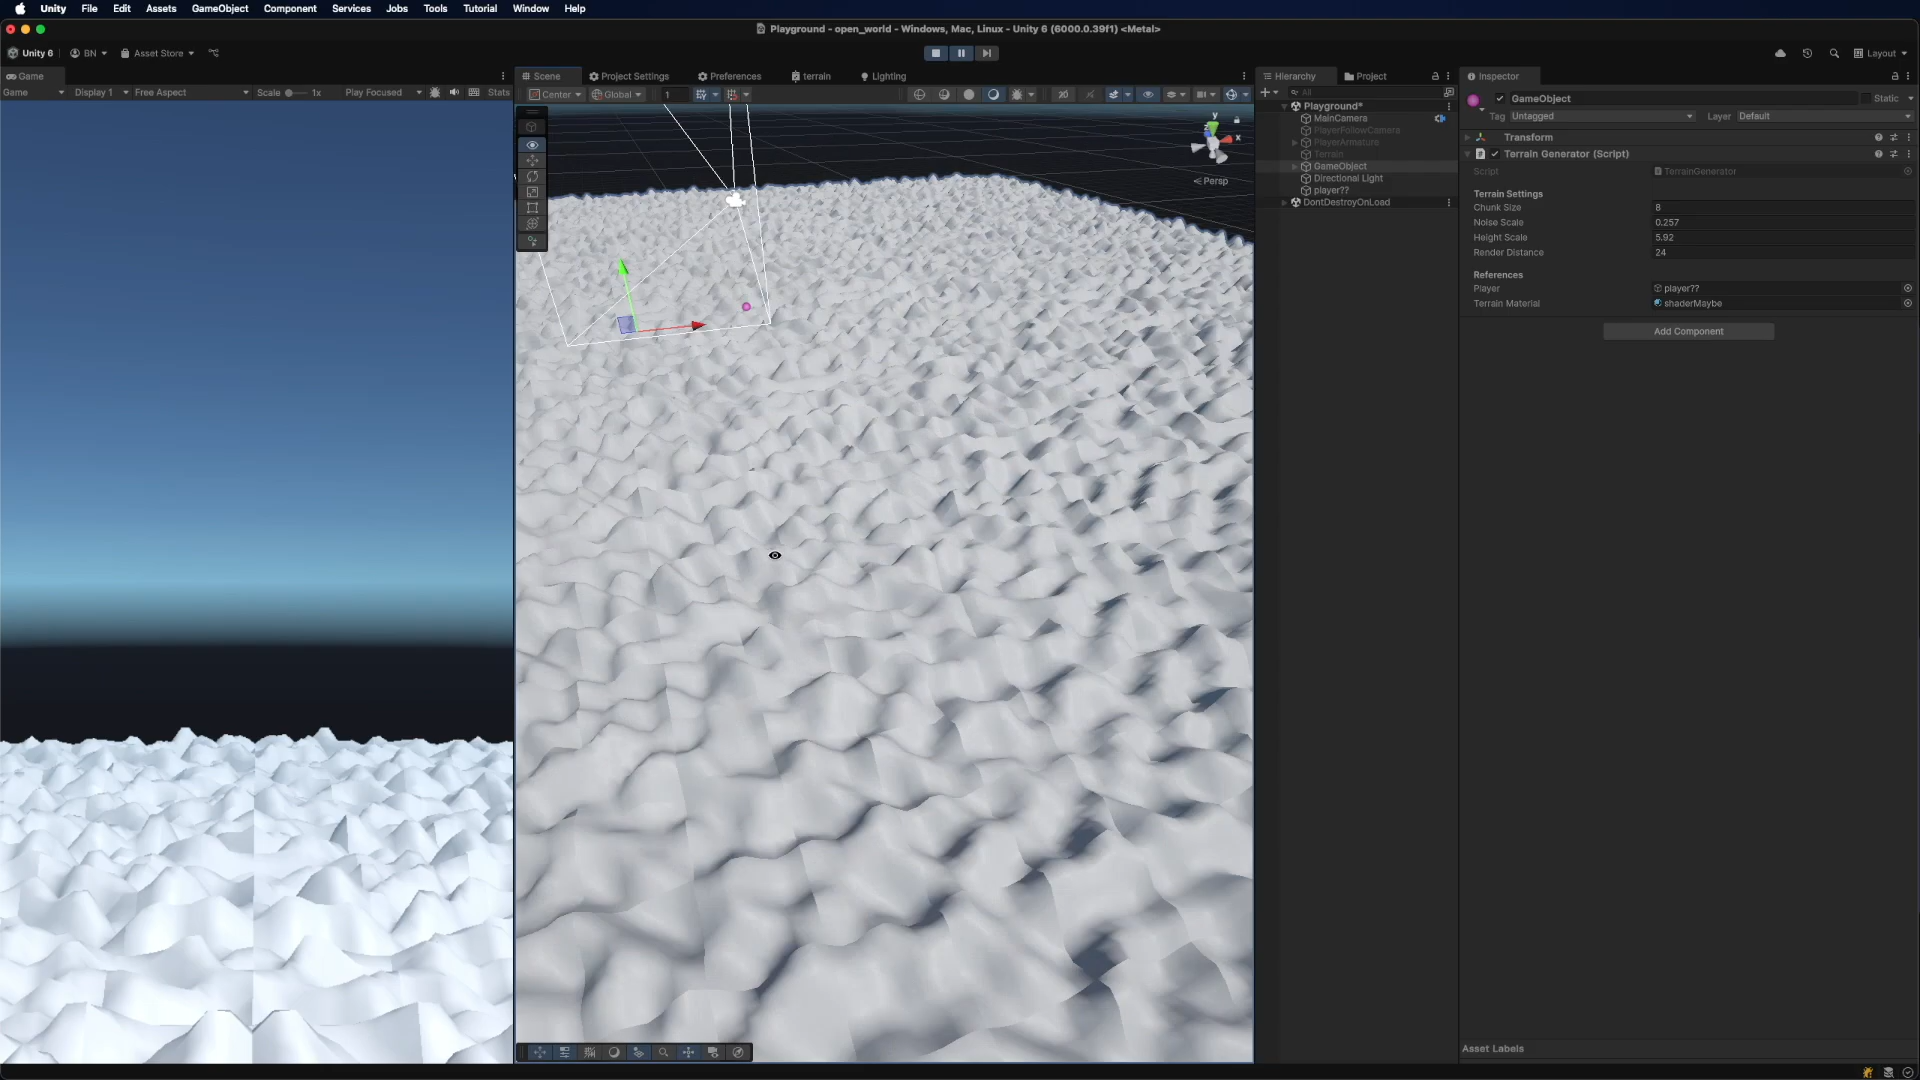 Unity File Edit Assets GameObject Component Services Jobs Tools Tutorial Window Help
Playground - open_world - Windows, Mac, Linux - Unity 6 (6000.0.39f1) <Metal>
Unity 6 BN Asset Store Layout
Game Scene Project Settings Preferences terrain Lighting Hierarchy Project Inspector
Game Display 1 Free Aspect Scale 1x Play Focused Stats
Center Global 1
All
Playground*
MainCamera
PlayerFollowCamera
PlayerArmature
Terrain
GameObject
Directional Light
player??
DontDestroyOnLoad
y
x
z
< Persp
GameObject Static
Tag Untagged Layer Default
Transform
Terrain Generator (Script)
Script TerrainGenerator
Terrain Settings
Chunk Size 8
Noise Scale 0.257
Height Scale 5.92
Render Distance 24
References
Player player??
Terrain Material shaderMaybe
Add Component
Asset Labels